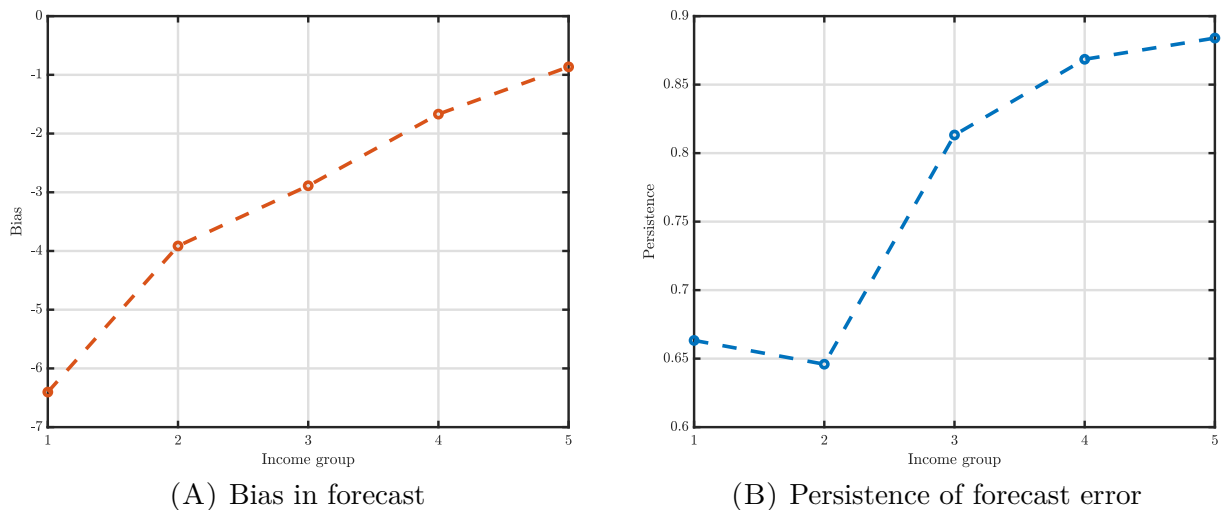 0
-1
-2
-3
-4
-5
-6
-7
Bias
1 2 3 4 5
Income group
(A) Bias in forecast
0.9
0.85
0.8
0.75
0.7
0.65
0.6
Persistence
1 2 3 4 5
Income group
(B) Persistence of forecast error